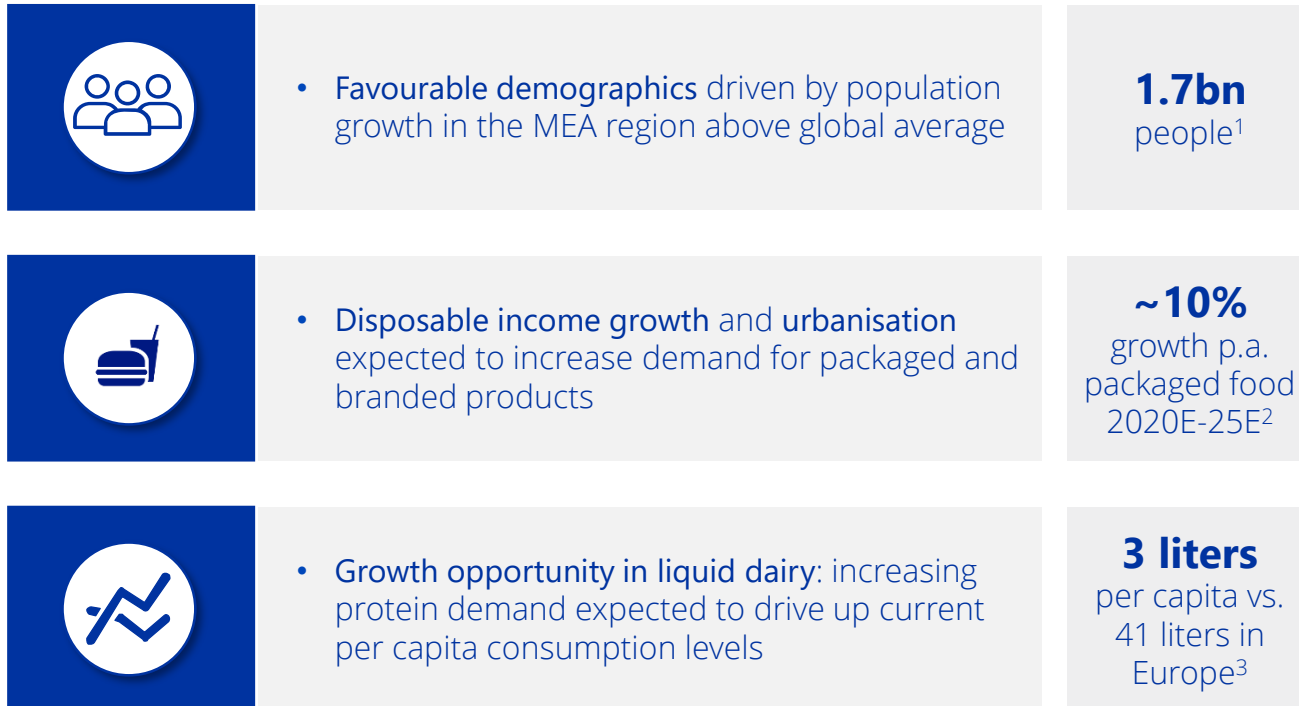 • Favourable demographics driven by population
growth in the MEA region above global average
1.7bn
people¹
• Disposable income growth and urbanisation
expected to increase demand for packaged and
branded products
~10%
growth p.a.
packaged food
2020E-25E²
• Growth opportunity in liquid dairy: increasing
protein demand expected to drive up current
per capita consumption levels
3 liters
per capita vs.
41 liters in
Europe³